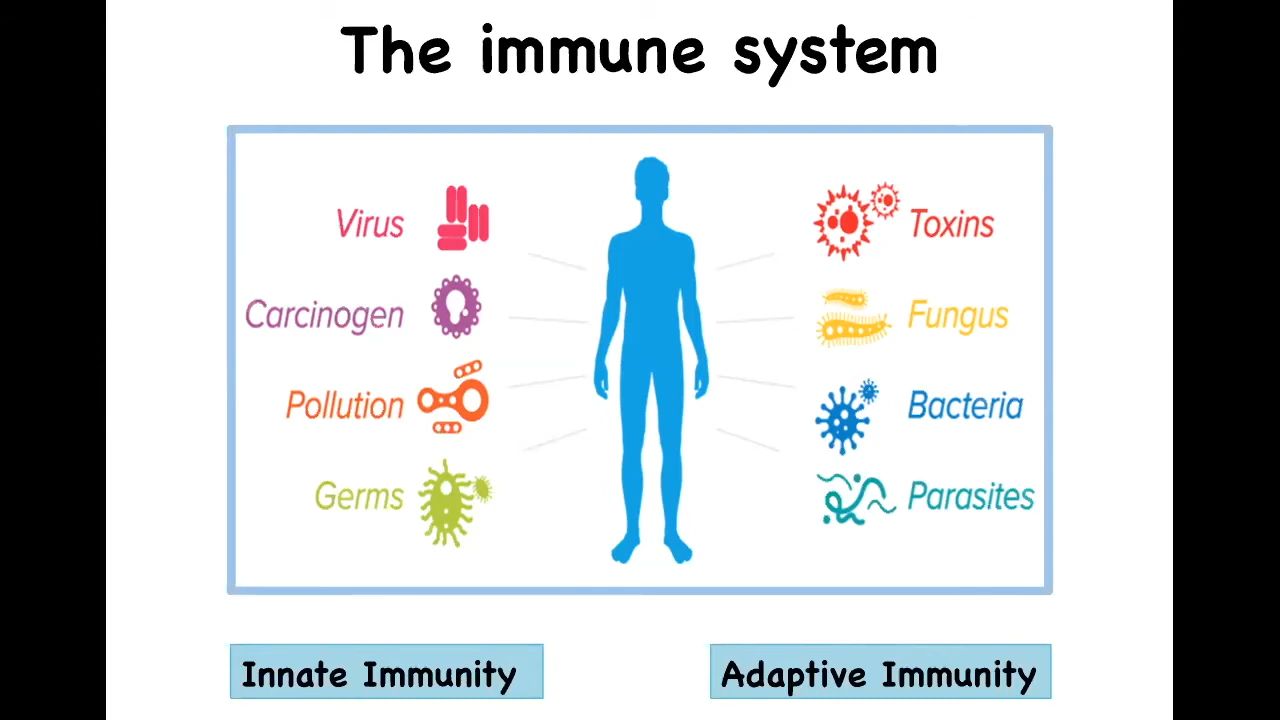 The immune system
Virus
Carcinogen
Pollution
Germs
Toxins
Fungus
Bacteria
Parasites
Innate Immunity
Adaptive Immunity